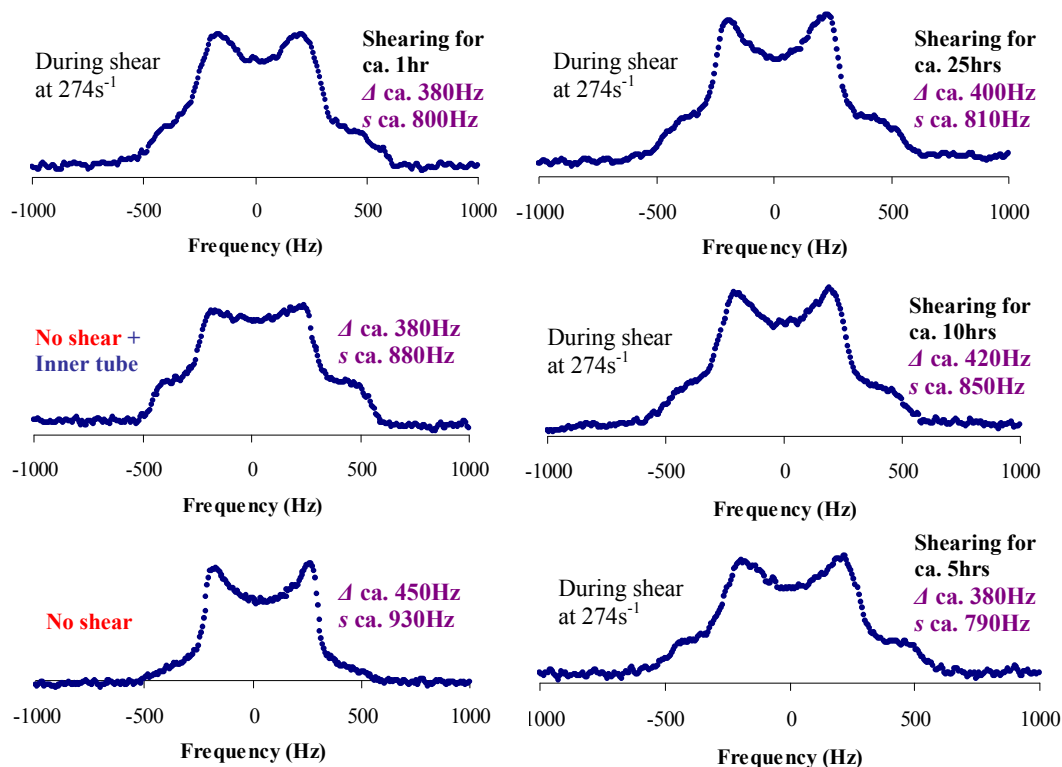 During shear
at 274s⁻¹
Shearing for
ca. 1hr
Δ ca. 380Hz
s ca. 800Hz
-1000 -500 0 500 1000
Frequency (Hz)
During shear
at 274s⁻¹
Shearing for
ca. 25hrs
Δ ca. 400Hz
s ca. 810Hz
-1000 -500 0 500 1000
Frequency (Hz)
No shear +
Inner tube
Δ ca. 380Hz
s ca. 880Hz
-1000 -500 0 500 1000
Frequency (Hz)
During shear
at 274s⁻¹
Shearing for
ca. 10hrs
Δ ca. 420Hz
s ca. 850Hz
-1000 -500 0 500 1000
Frequency (Hz)
No shear
Δ ca. 450Hz
s ca. 930Hz
-1000 -500 0 500 1000
Frequency (Hz)
During shear
at 274s⁻¹
Shearing for
ca. 5hrs
Δ ca. 380Hz
s ca. 790Hz
1000 -500 0 500 1000
Frequency (Hz)